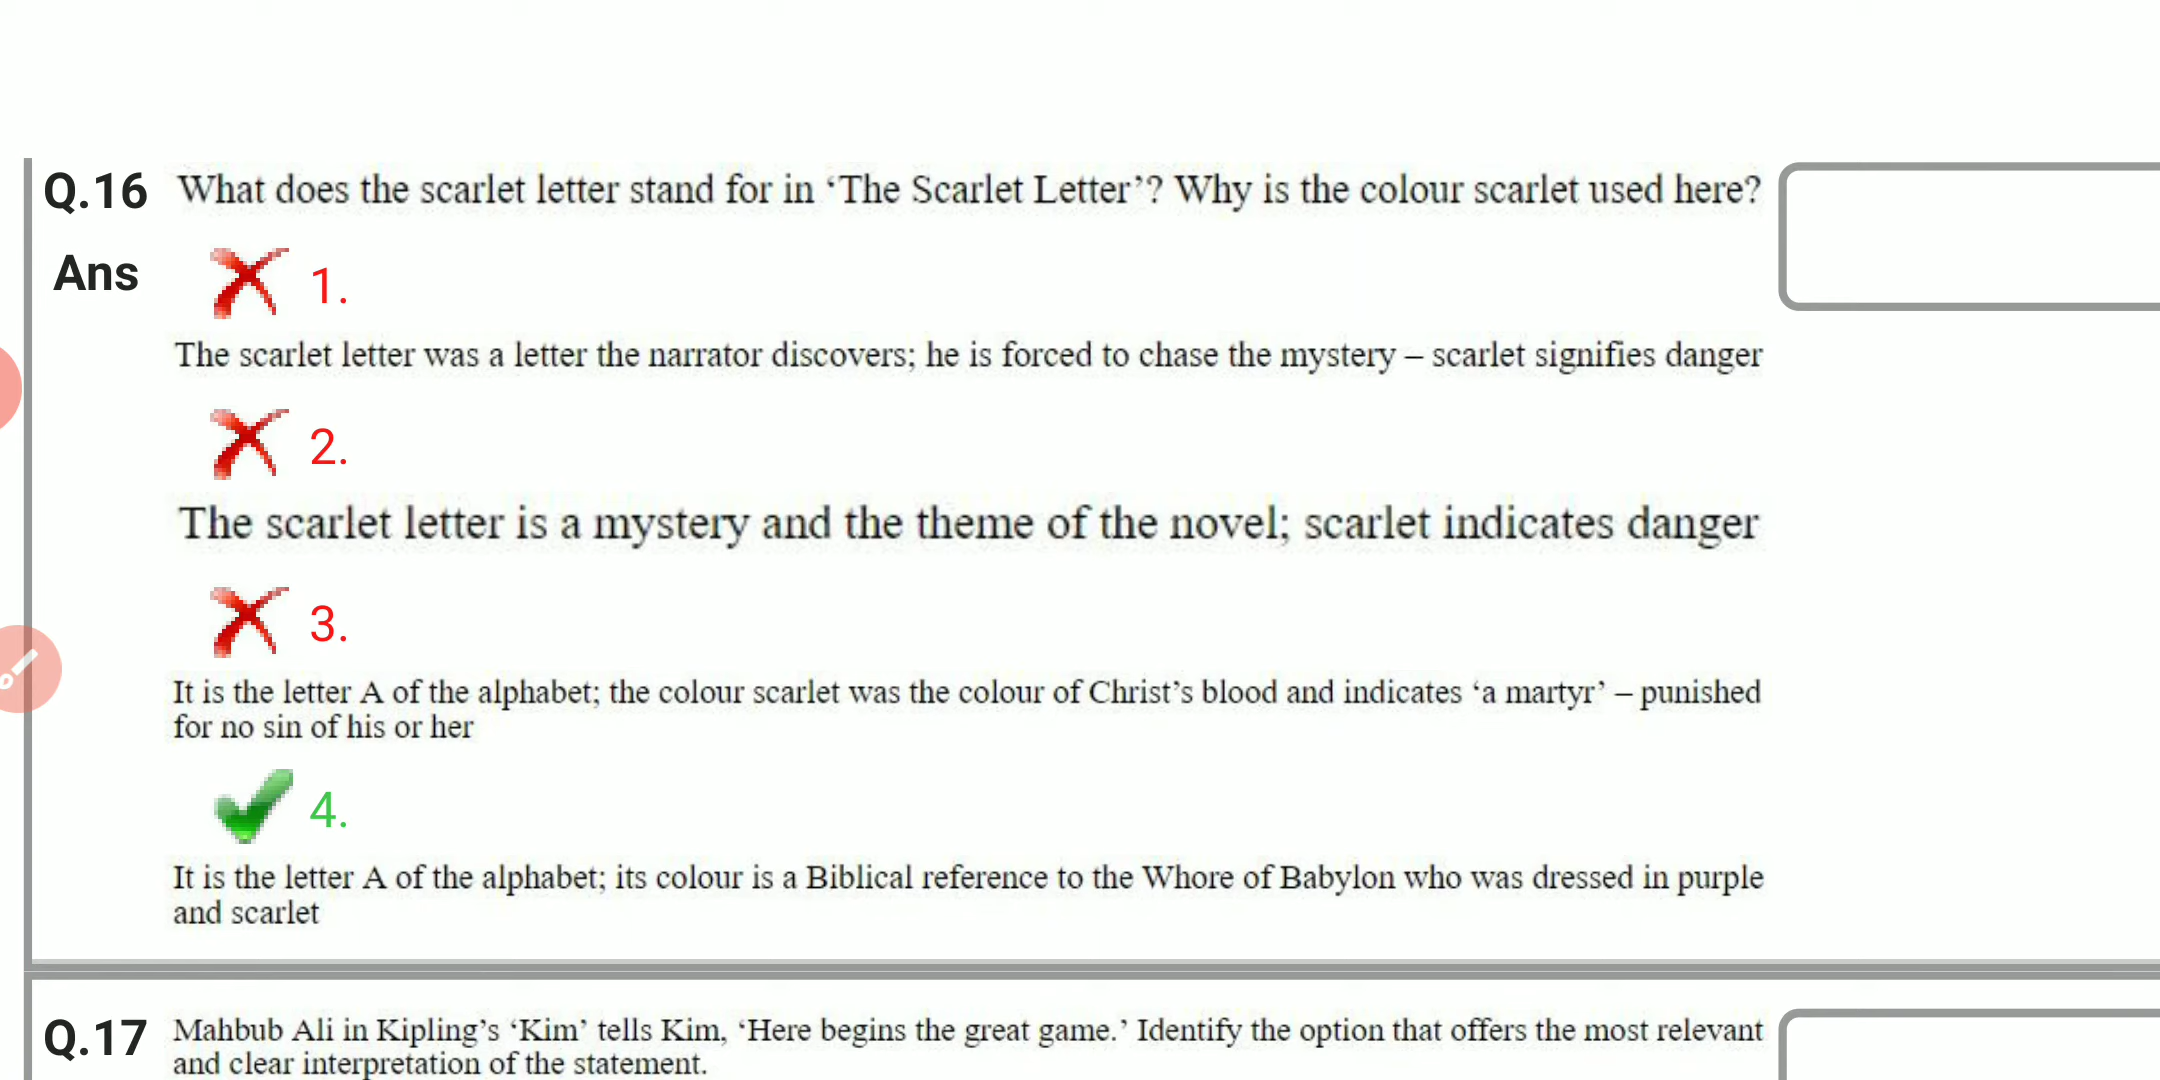 Q.16 What does the scarlet letter stand for in ‘The Scarlet Letter’? Why is the colour scarlet used here?
Ans 1.
The scarlet letter was a letter the narrator discovers; he is forced to chase the mystery – scarlet signifies danger
2.
The scarlet letter is a mystery and the theme of the novel; scarlet indicates danger
3.
It is the letter A of the alphabet; the colour scarlet was the colour of Christ’s blood and indicates ‘a martyr’ – punished
for no sin of his or her
4.
It is the letter A of the alphabet; its colour is a Biblical reference to the Whore of Babylon who was dressed in purple
and scarlet
Q.17 Mahbub Ali in Kipling’s ‘Kim’ tells Kim, ‘Here begins the great game.’ Identify the option that offers the most relevant
and clear interpretation of the statement.